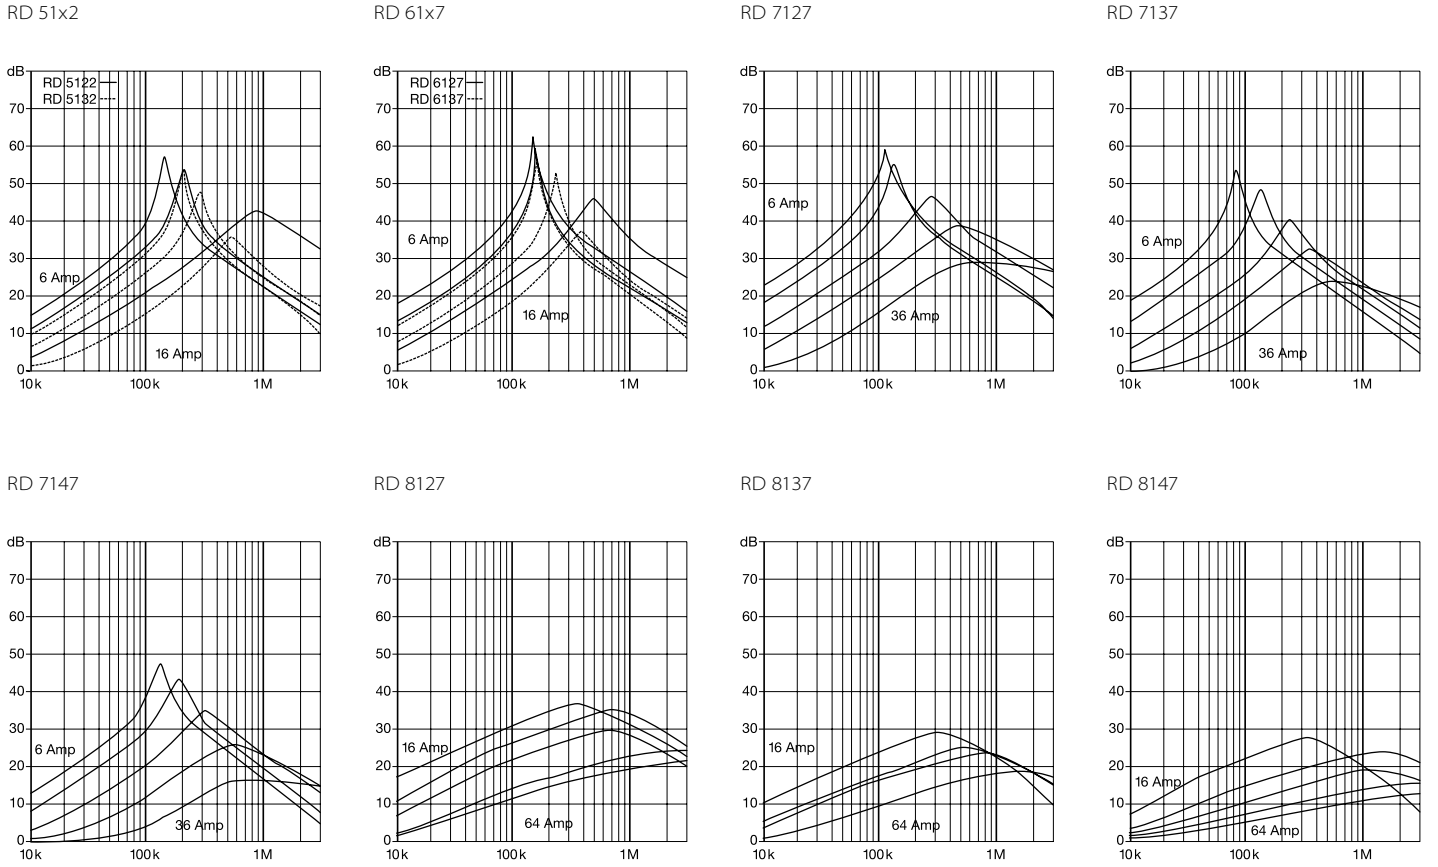 RD 51x2
RD 61x7
RD 7127
RD 7137
dB
RD 5122
RD 5132
70
60
50
40
30
20
10
0
6 Amp
16 Amp
10k
100k
1M
dB
RD 6127
RD 6137
70
60
50
40
30
20
10
0
6 Amp
16 Amp
10k
100k
1M
dB
70
60
50
40
30
20
10
0
6 Amp
36 Amp
10k
100k
1M
dB
70
60
50
40
30
20
10
0
6 Amp
36 Amp
10k
100k
1M
RD 7147
RD 8127
RD 8137
RD 8147
dB
70
60
50
40
30
20
10
0
6 Amp
36 Amp
10k
100k
1M
dB
70
60
50
40
30
20
10
0
16 Amp
64 Amp
10k
100k
1M
dB
70
60
50
40
30
20
10
0
16 Amp
64 Amp
10k
100k
1M
dB
70
60
50
40
30
20
10
0
16 Amp
64 Amp
10k
100k
1M